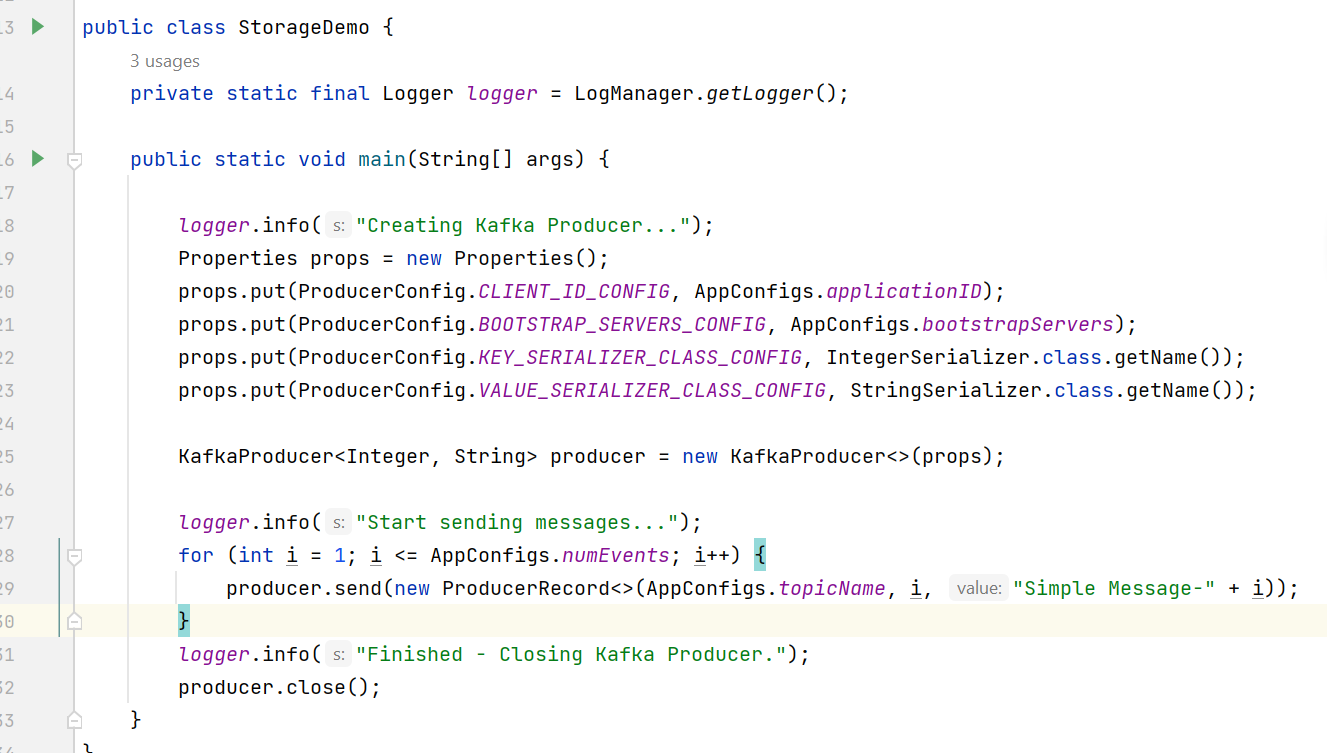 3 public class StorageDemo {
3 usages
14 private static final Logger logger = LogManager.getLogger();
15
16 public static void main(String[] args) {
17
18 logger.info( s: "Creating Kafka Producer...");
19 Properties props = new Properties();
20 props.put(ProducerConfig.CLIENT_ID_CONFIG, AppConfigs.applicationID);
21 props.put(ProducerConfig.BOOTSTRAP_SERVERS_CONFIG, AppConfigs.bootstrapServers);
22 props.put(ProducerConfig.KEY_SERIALIZER_CLASS_CONFIG, IntegerSerializer.class.getName());
23 props.put(ProducerConfig.VALUE_SERIALIZER_CLASS_CONFIG, StringSerializer.class.getName());
24
25 KafkaProducer<Integer, String> producer = new KafkaProducer<>(props);
26
27 logger.info( s: "Start sending messages...");
28 for (int i = 1; i <= AppConfigs.numEvents; i++) {
29 producer.send(new ProducerRecord<>(AppConfigs.topicName, i, value: "Simple Message-" + i));
30 }
31 logger.info( s: "Finished - Closing Kafka Producer.");
32 producer.close();
33 }
}